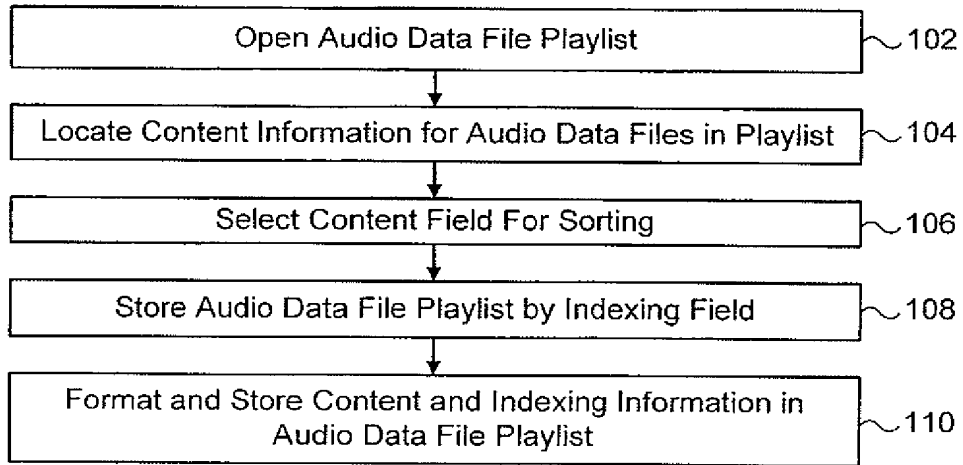 Open Audio Data File Playlist 102
Locate Content Information for Audio Data Files in Playlist 104
Select Content Field For Sorting 106
Store Audio Data File Playlist by Indexing Field 108
Format and Store Content and Indexing Information in
Audio Data File Playlist 110